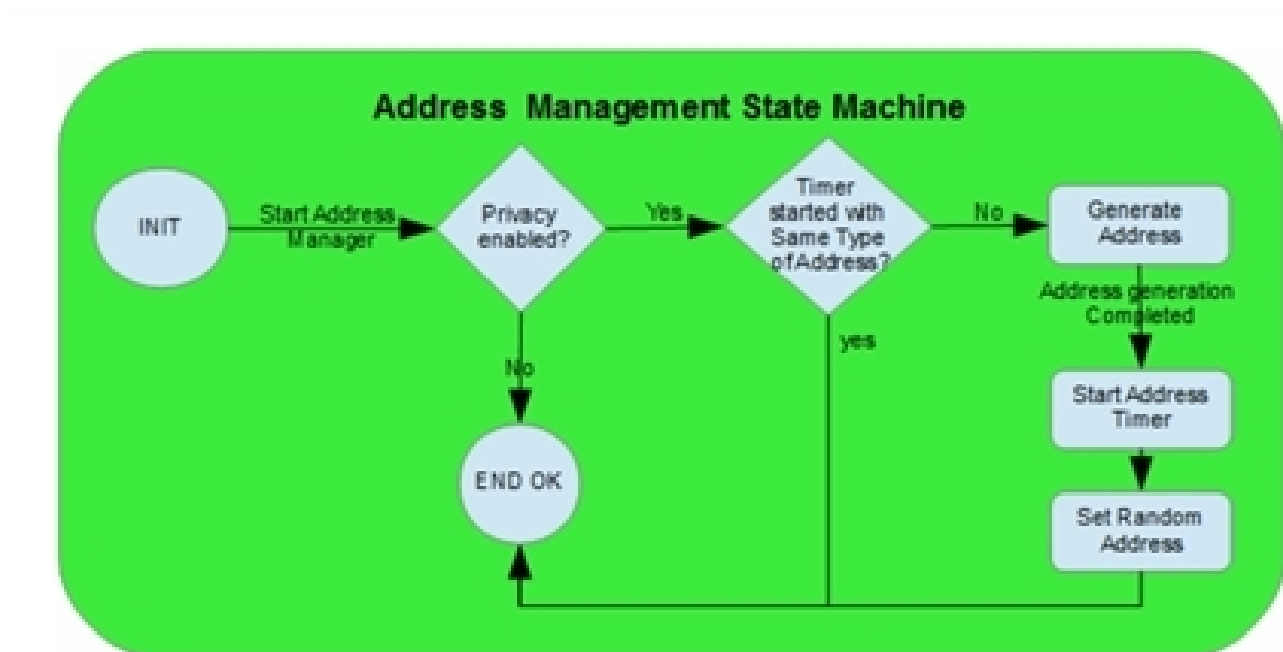 Address Management State Machine
INIT
Start Address
Manager
Privacy
enabled?
Yes
Timer
started with
Same Type
of Address?
No
Generate
Address
Address generation
Completed
No
yes
Start Address
Timer
END OK
Set Random
Address